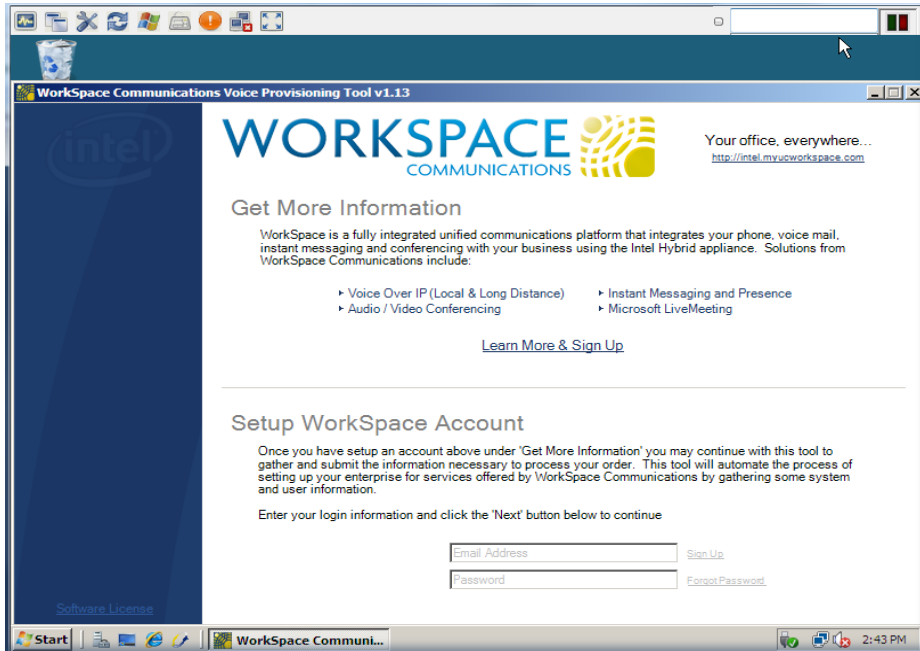 WorkSpace Communications Voice Provisioning Tool v1.13
intel
WORKSPACE
COMMUNICATIONS
Your office, everywhere...
http://intel.myucworkspace.com
Get More Information
WorkSpace is a fully integrated unified communications platform that integrates your phone, voice mail,
instant messaging and conferencing with your business using the Intel Hybrid appliance. Solutions from
WorkSpace Communications include:
Voice Over IP (Local & Long Distance)
Instant Messaging and Presence
Audio / Video Conferencing
Microsoft LiveMeeting
Learn More & Sign Up
Setup WorkSpace Account
Once you have setup an account above under 'Get More Information' you may continue with this tool to
gather and submit the information necessary to process your order. This tool will automate the process of
setting up your enterprise for services offered by WorkSpace Communications by gathering some system
and user information.
Enter your login information and click the 'Next' button below to continue
Email Address
Sign Up
Password
Forgot Password
Software License
Start
WorkSpace Communi...
2:43 PM